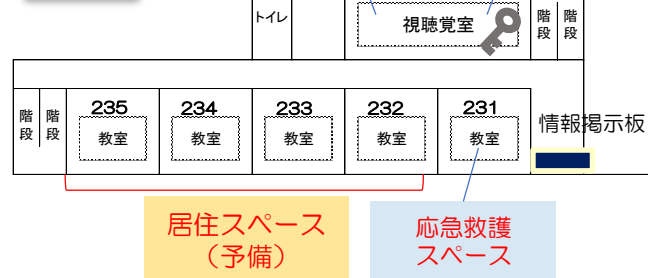 トイレ
視聴覚室
階段
階段
階段
階段
235
234
233
232
231
教室
教室
教室
教室
教室
情報掲示板
居住スペース
（予備）
応急救護
スペース